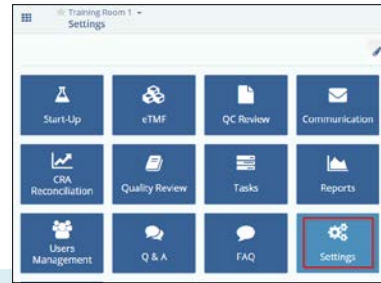 Training Room 1
Settings
Start-Up
eTMF
QC Review
Communication
CRA
Reconciliation
Quality Review
Tasks
Reports
Users
Management
Q & A
FAQ
Settings